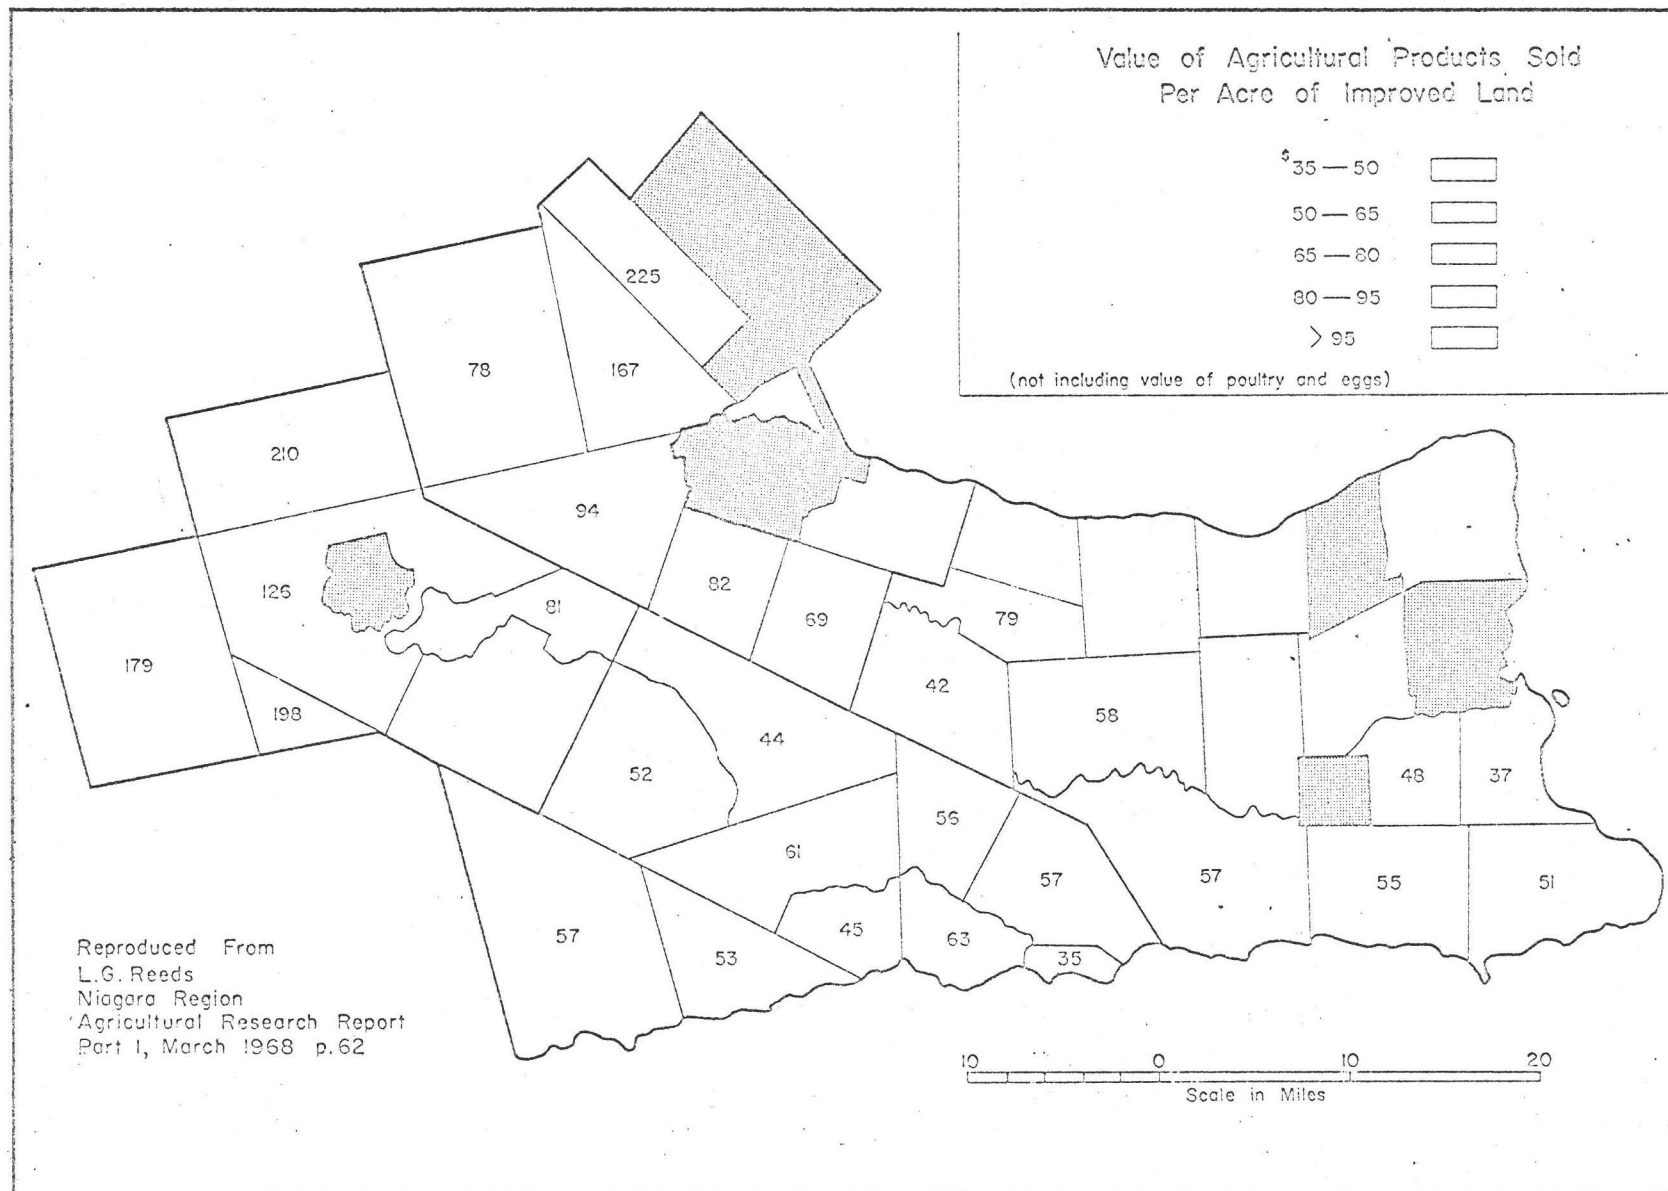 Value of Agricultural Products Sold
Per Acre of Improved Land
$35 — 50
50 — 65
65 — 80
80 — 95
> 95
(not including value of poultry and eggs)
225
78
167
210
94
126
82
81
69
79
179
42
198
58
44
52
48
37
56
61
57
57
55
51
57
45
63
53
35
Reproduced From
L.G. Reeds
Niagara Region
Agricultural Research Report
Part 1, March 1968 p.62
10 0 10 20
Scale in Miles